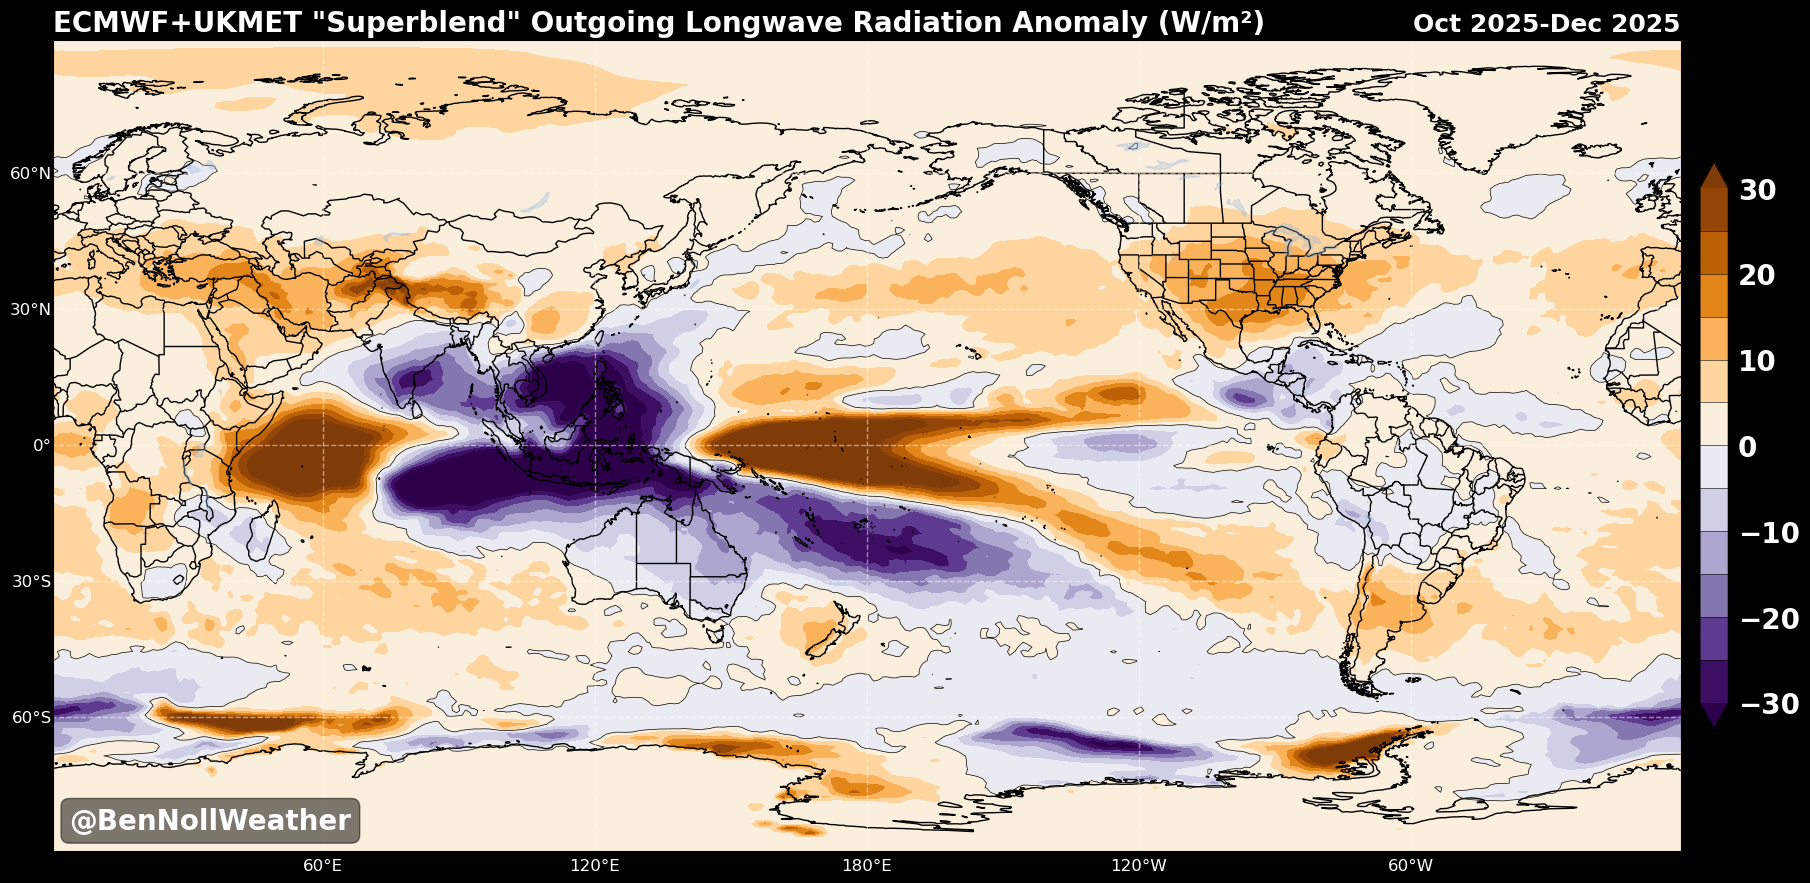 ECMWF+UKMET "Superblend" Outgoing Longwave Radiation Anomaly (W/m²) Oct 2025-Dec 2025
60°N
30°N
0°
30°S
60°S
60°E 120°E 180°E 120°W 60°W
30
20
10
0
−10
−20
−30
@BenNollWeather